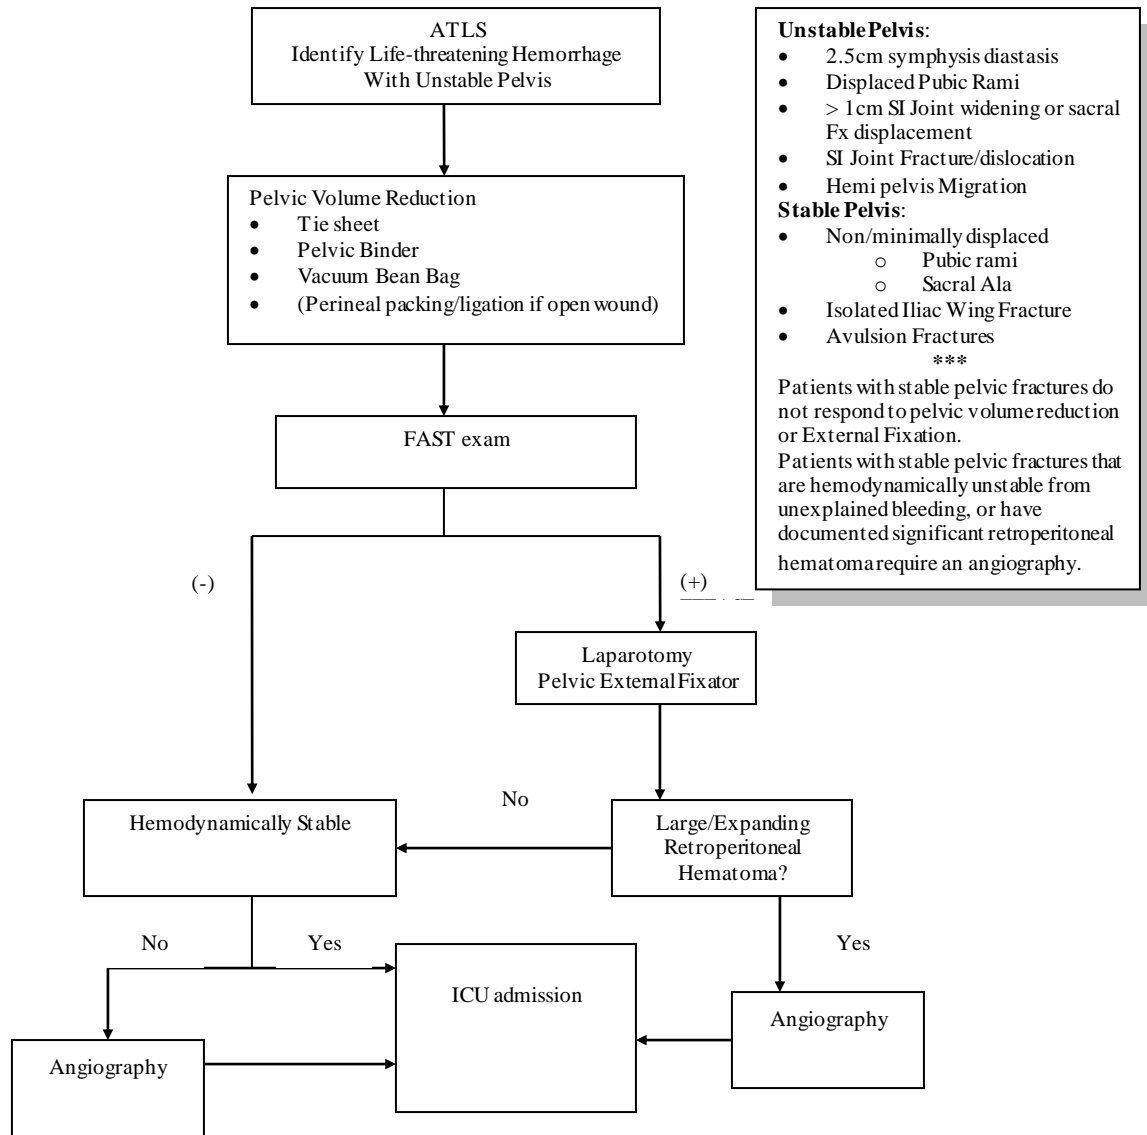 ATLS
Identify Life-threatening Hemorrhage
With Unstable Pelvis
Pelvic Volume Reduction
• Tie sheet
• Pelvic Binder
• Vacuum Bean Bag
• (Perineal packing/ligation if open wound)
FAST exam
(-)
(+)
Laparotomy
Pelvic External Fixator
Hemodynamically Stable
No
Large/Expanding
Retroperitoneal
Hematoma?
No
Yes
Yes
ICU admission
Angiography
Angiography
Unstable Pelvis:
• 2.5cm symphysis diastasis
• Displaced Pubic Rami
• > 1cm SI Joint widening or sacral
Fx displacement
• SI Joint Fracture/dislocation
• Hemi pelvis Migration
Stable Pelvis:
• Non/minimally displaced
o Pubic rami
o Sacral Ala
• Isolated Iliac Wing Fracture
• Avulsion Fractures
***
Patients with stable pelvic fractures do
not respond to pelvic volume reduction
or External Fixation.
Patients with stable pelvic fractures that
are hemodynamically unstable from
unexplained bleeding, or have
documented significant retroperitoneal
hematoma require an angiography.